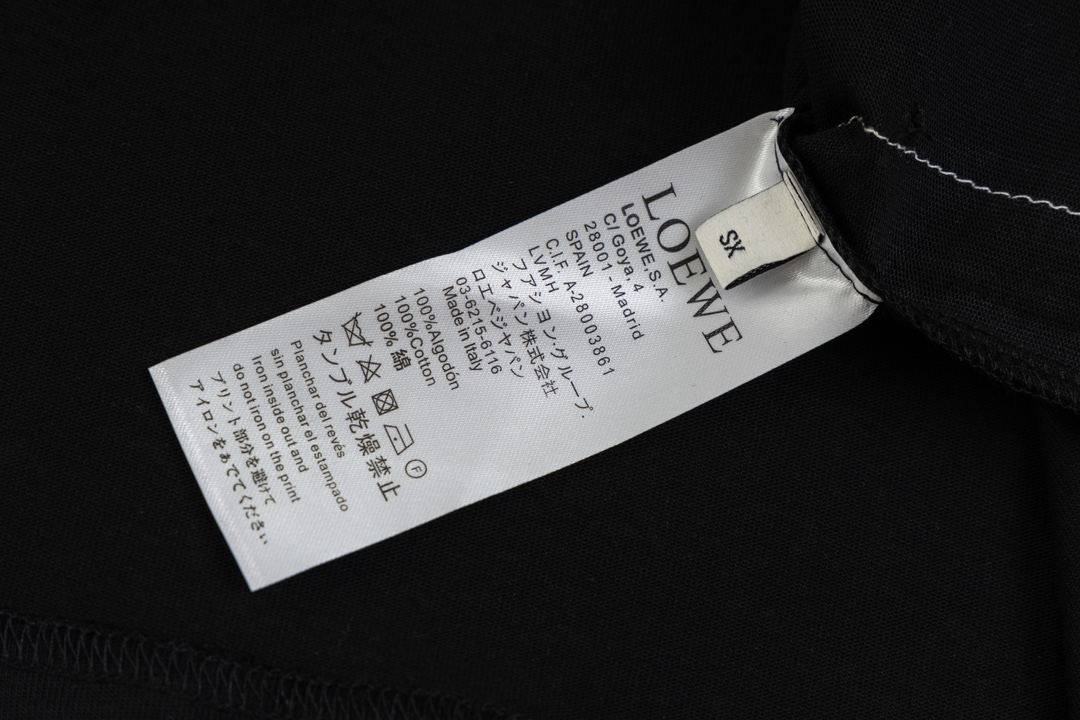 LOEWE
XS
LOEWE S.A.
C/ Goya, 4
28001 - Madrid
SPAIN
C.I.F. A-28003861
LVMH
ファション・グループ.
ジャパン株式会社
ロエベジャパン
03-6215-6116
Made in Italy
100%Algodón
100%Cotton
100% 綿
F
タンブル乾燥禁止
Planchar del revés
sin planchar el estampado
Iron inside out and
do not iron on the print
プリント部分を避けて
アイロンをあててください